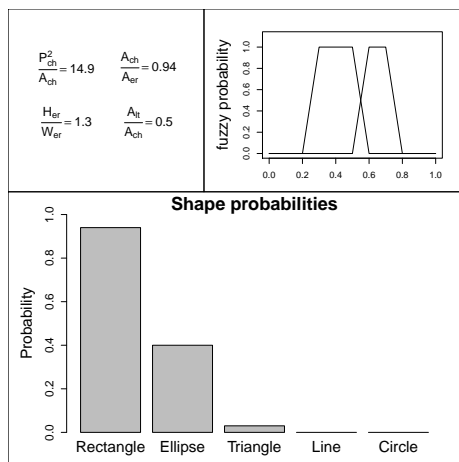 P²ch/Ach = 14.9
Ach/Aer = 0.94
Her/Wer = 1.3
Alt/Ach = 0.5
fuzzy probability
1.0
0.8
0.6
0.4
0.2
0.0
0.0 0.2 0.4 0.6 0.8 1.0
Shape probabilities
Probability
1.0
0.8
0.6
0.4
0.2
0.0
Rectangle Ellipse Triangle Line Circle